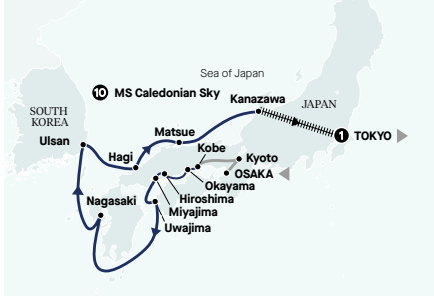 Sea of Japan
10 MS Caledonian Sky
Kanazawa
JAPAN
SOUTH
KOREA
1 TOKYO
Ulsan
Matsue
Hagi
Kobe
Kyoto
OSAKA
Okayama
Hiroshima
Nagasaki
Miyajima
Uwajima